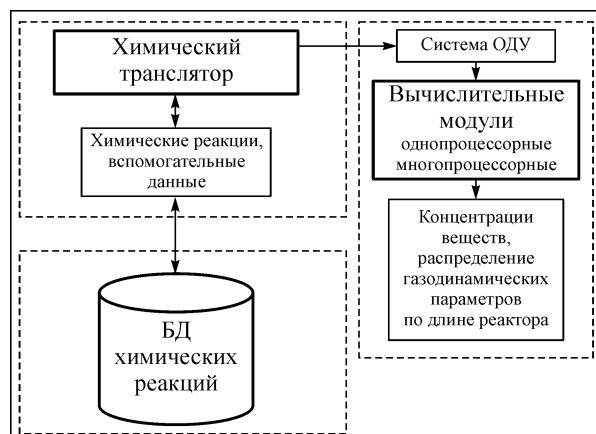 Химический
транслятор
Химические реакции,
вспомогательные
данные
БД
химических
реакций
Система ОДУ
Вычислительные
модули
однопроцессорные
многопроцессорные
Концентрации
веществ,
распределение
газодинамических
параметров
по длине реактора